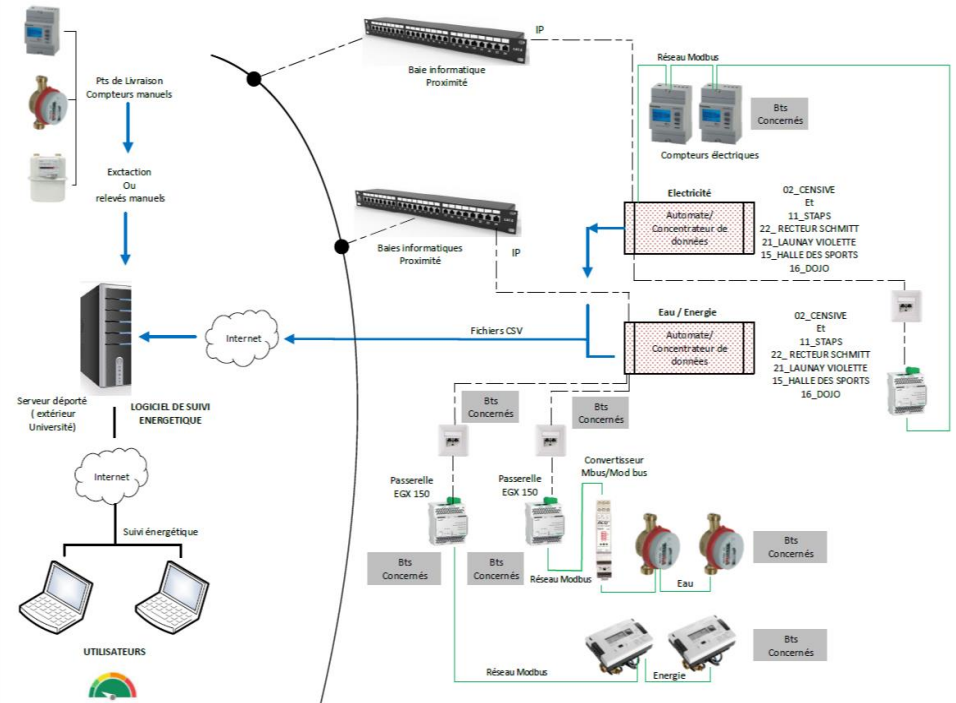 IP
Baie informatique
Proximité
Réseau Modbus
Pts de Livraison
Compteurs manuels
Bts
Concernés
Compteurs électriques
Exctaction
Ou
relevés manuels
Electricité
Automate/
Concentrateur de
données
02_CENSIVE
Et
11_STAPS
22_ RECTEUR SCHMITT
21_LAUNAY VIOLETTE
15_HALLE DES SPORTS
16_DOJO
Baies informatiques
Proximité
IP
Eau / Energie
Automate/
Concentrateur de
données
02_CENSIVE
Et
11_STAPS
22_ RECTEUR SCHMITT
21_LAUNAY VIOLETTE
15_HALLE DES SPORTS
16_DOJO
Internet
Fichiers CSV
Serveur déporté
( extérieur
Université)
LOGICIEL DE SUIVI
ENERGETIQUE
Bts
Concernés
Bts
Concernés
Internet
Passerelle
EGX 150
Passerelle
EGX 150
Convertisseur
Mbus/Mod bus
Suivi énergétique
Bts
Concernés
Bts
Concernés
Réseau Modbus
Eau
Bts
Concernés
UTILISATEURS
Réseau Modbus
Energie
Bts
Concernés